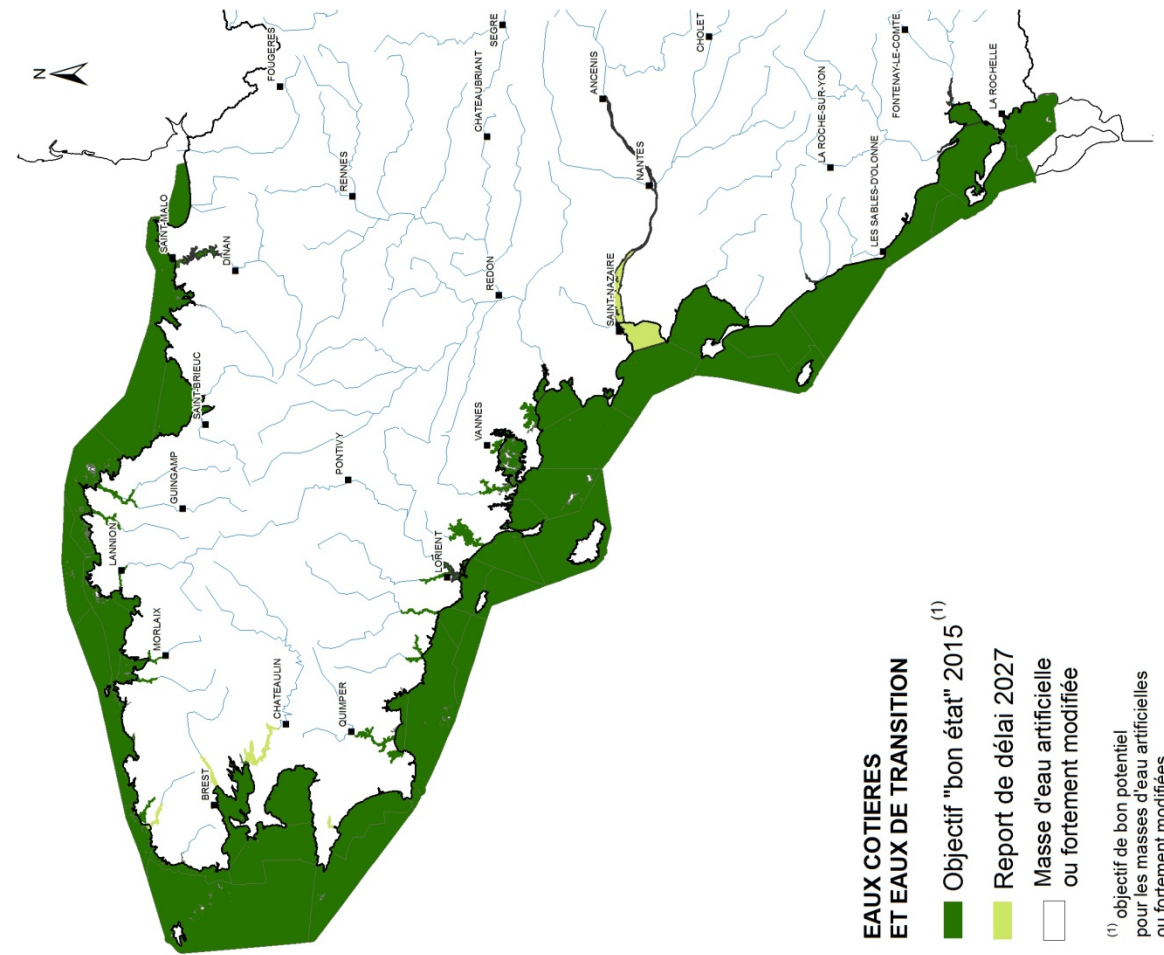 N
FOUGERES
SAINT-MALO
DINAN
RENNES
SAINT-BRIEUC
GUINGAMP
LANNION
MORLAIX
PONTIVY
CHATEAUBRIANT
SEGRE
REDON
VANNES
LORIENT
CHATEAULIN
QUIMPER
BREST
ANCENIS
CHOLET
NANTES
SAINT-NAZAIRE
LA ROCHE-SUR-YON
FONTENAY-LE-COMTE
LES SABLES-D'OLONNE
LA ROCHELLE
EAUX COTIERES
ET EAUX DE TRANSITION
Objectif "bon état" 2015 (1)
Report de délai 2027
Masse d'eau artificielle
ou fortement modifiée
(1) objectif de bon potentiel
pour les masses d'eau artificielles
ou fortement modifiées